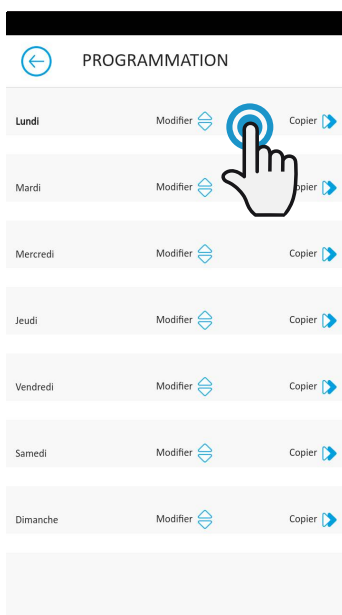 PROGRAMMATION
Lundi Modifier Copier
Mardi Modifier Copier
Mercredi Modifier Copier
Jeudi Modifier Copier
Vendredi Modifier Copier
Samedi Modifier Copier
Dimanche Modifier Copier